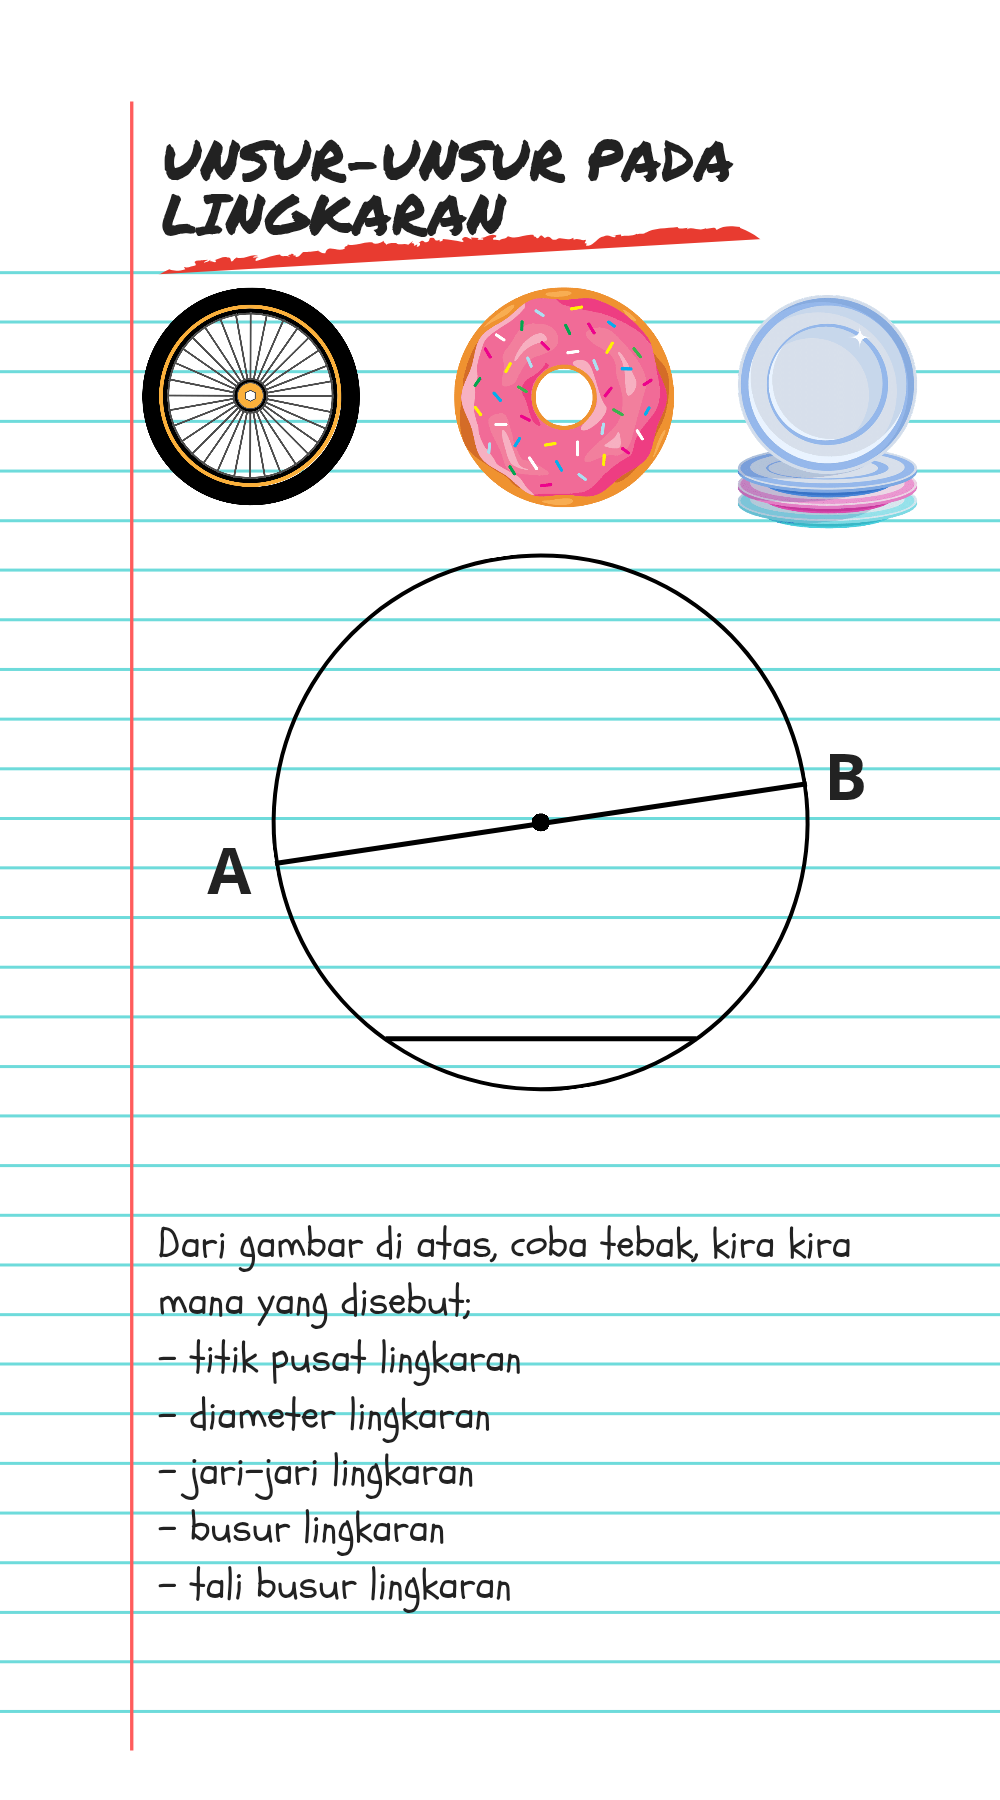 UNSUR-UNSUR PADA
LINGKARAN
B
A
Dari gambar di atas, coba tebak, kira kira
mana yang disebut;
- titik pusat lingkaran
- diameter lingkaran
- jari-jari lingkaran
- busur lingkaran
- tali busur lingkaran